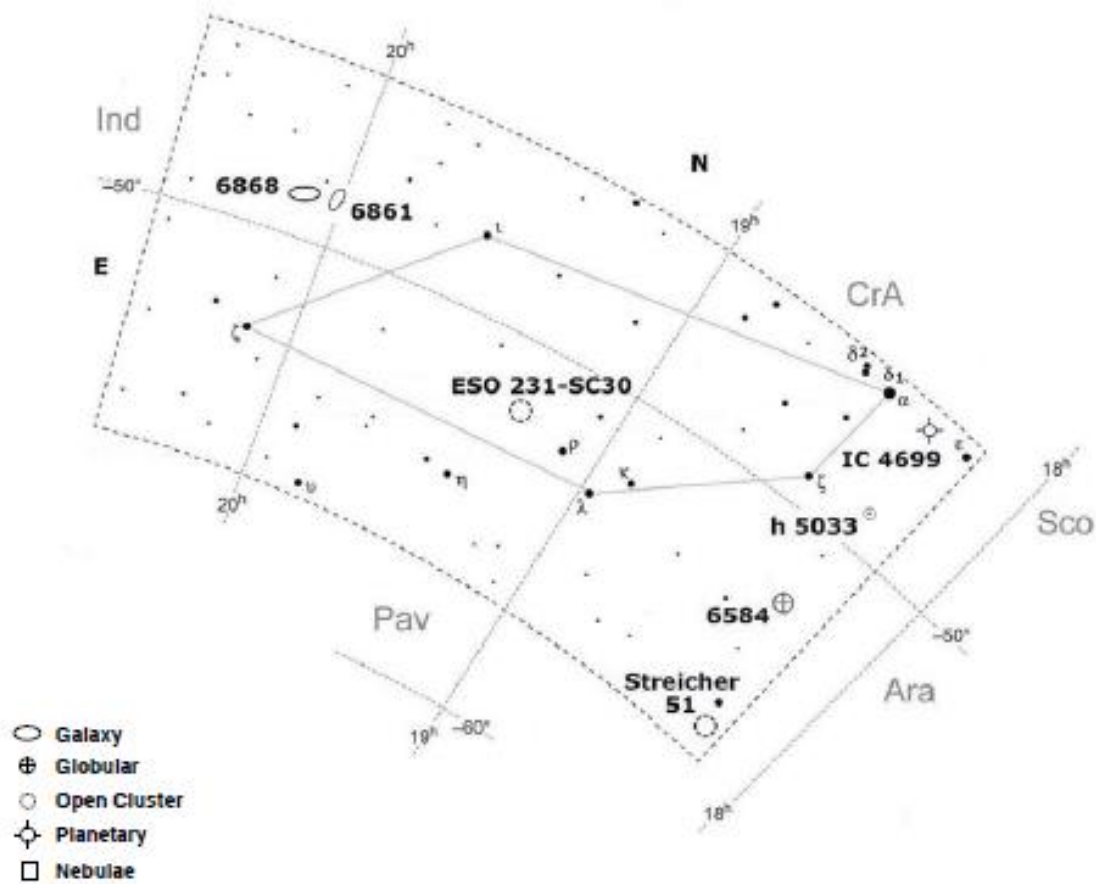 20ʰ
Ind
N
–50°
6868
6861
19ʰ
ι
E
CrA
δ²
δ1
ζ
ESO 231-SC30
α
ρ
IC 4699
ε
κ
18ʰ
η
ζ
υ
λ
20ʰ
h 5033
Sco
6584
Pav
–50°
Streicher
51
Ara
19ʰ
–60°
18ʰ
Galaxy
Globular
Open Cluster
Planetary
Nebulae